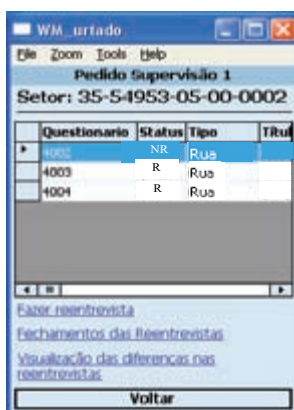 WM_urtado
File Zoom Tools Help
Pedido Supervisão 1
Setor: 35-54953-05-00-0002
Questionario Status Tipo Titul
4002 NR Rua
4003 R Rua
4004 R Rua
Fazer reentrevista
Fechamentos das Reentrevistas
Visualização das diferenças nas
reentrevistas
Voltar